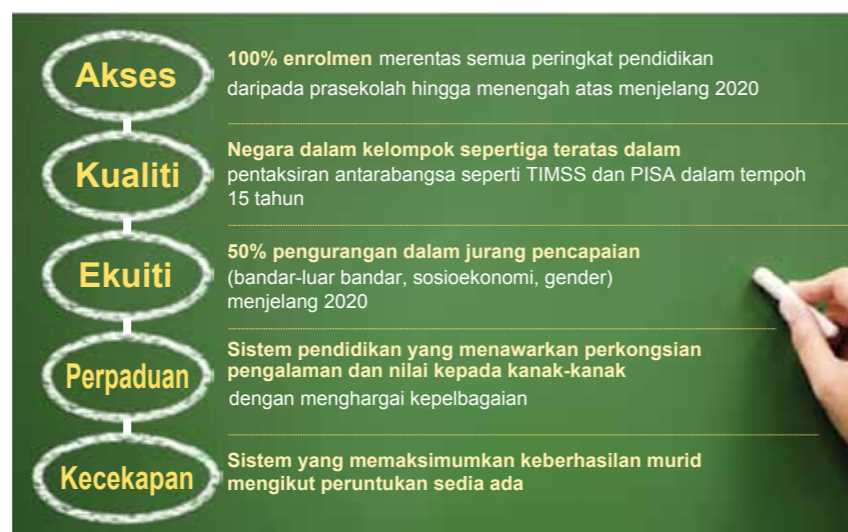 Akses
100% enrolmen merentas semua peringkat pendidikan
daripada prasekolah hingga menengah atas menjelang 2020
Kualiti
Negara dalam kelompok sepertiga teratas dalam
pentaksiran antarabangsa seperti TIMSS dan PISA dalam tempoh
15 tahun
Ekuiti
50% pengurangan dalam jurang pencapaian
(bandar-luar bandar, sosioekonomi, gender)
menjelang 2020
Perpaduan
Sistem pendidikan yang menawarkan perkongsian
pengalaman dan nilai kepada kanak-kanak
dengan menghargai kepelbagaian
Kecekapan
Sistem yang memaksimumkan keberhasilan murid
mengikut peruntukan sedia ada